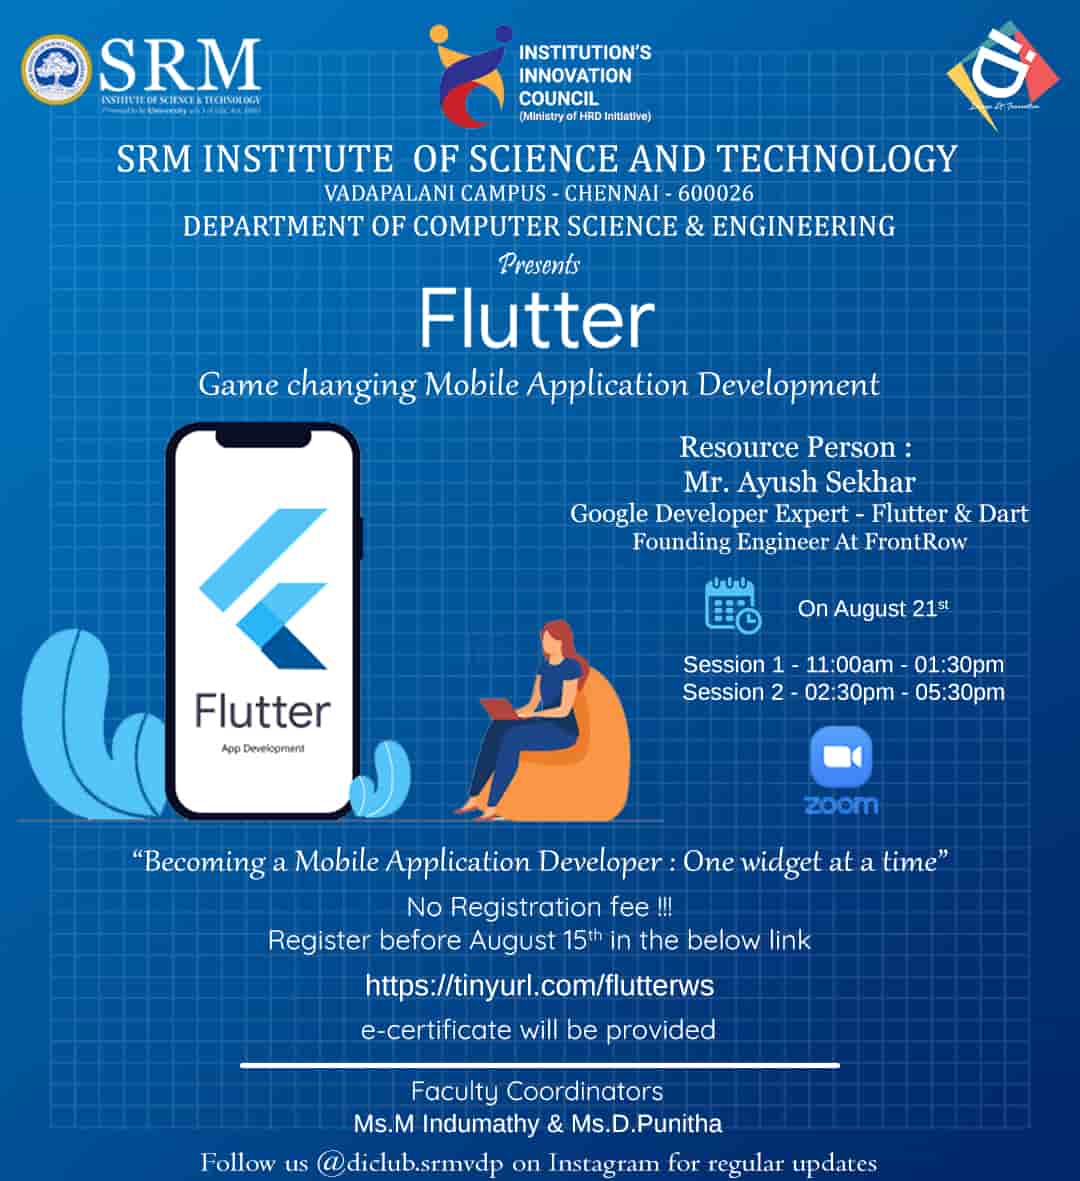 SRM
INSTITUTE OF SCIENCE & TECHNOLOGY
INSTITUTION'S
INNOVATION
COUNCIL
(Ministry of HRD Initiative)
SRM INSTITUTE OF SCIENCE AND TECHNOLOGY
VADAPALANI CAMPUS - CHENNAI - 600026
DEPARTMENT OF COMPUTER SCIENCE & ENGINEERING
Presents
Flutter
Game changing Mobile Application Development
Resource Person :
Mr. Ayush Sekhar
Google Developer Expert - Flutter & Dart
Founding Engineer At FrontRow
On August 21st
Session 1 - 11:00am - 01:30pm
Session 2 - 02:30pm - 05:30pm
zoom
Flutter
App Development
“Becoming a Mobile Application Developer : One widget at a time”
No Registration fee !!!
Register before August 15th in the below link
https://tinyurl.com/flutterws
e-certificate will be provided
Faculty Coordinators
Ms.M Indumathy & Ms.D.Punitha
Follow us @diclub.srmvdp on Instagram for regular updates